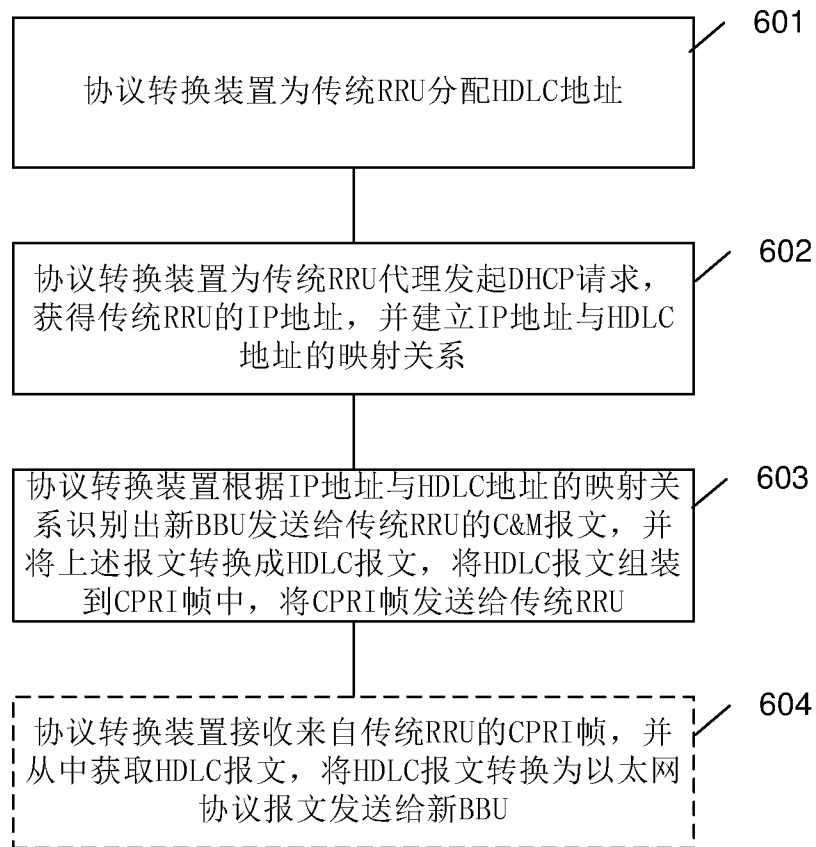 601
协议转换装置为传统RRU分配HDLC地址
602
协议转换装置为传统RRU代理发起DHCP请求，
获得传统RRU的IP地址，并建立IP地址与HDLC
地址的映射关系
603
协议转换装置根据IP地址与HDLC地址的映射关
系识别出新BBU发送给传统RRU的C&M报文，并
将上述报文转换成HDLC报文，将HDLC报文组装
到CPRI帧中，将CPRI帧发送给传统RRU
604
协议转换装置接收来自传统RRU的CPRI帧，并
从中获取HDLC报文，将HDLC报文转换为以太网
协议报文发送给新BBU